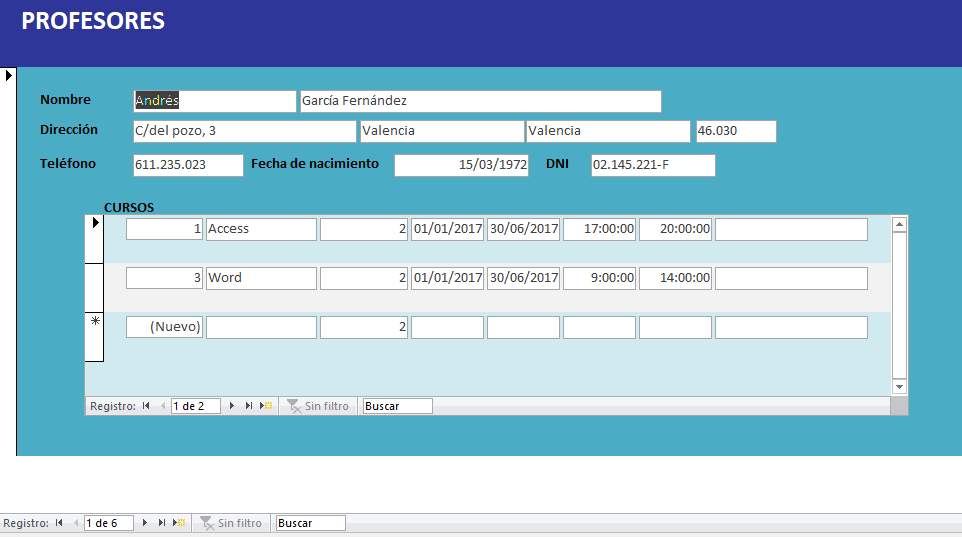 PROFESORES
Nombre Andrés García Fernández
Dirección C/del pozo, 3 Valencia Valencia 46.030
Teléfono 611.235.023 Fecha de nacimiento 15/03/1972 DNI 02.145.221-F
CURSOS
1 Access 2 01/01/2017 30/06/2017 17:00:00 20:00:00
3 Word 2 01/01/2017 30/06/2017 9:00:00 14:00:00
* (Nuevo) 2
Registro: 1 de 2 Sin filtro Buscar
Registro: 1 de 6 Sin filtro Buscar